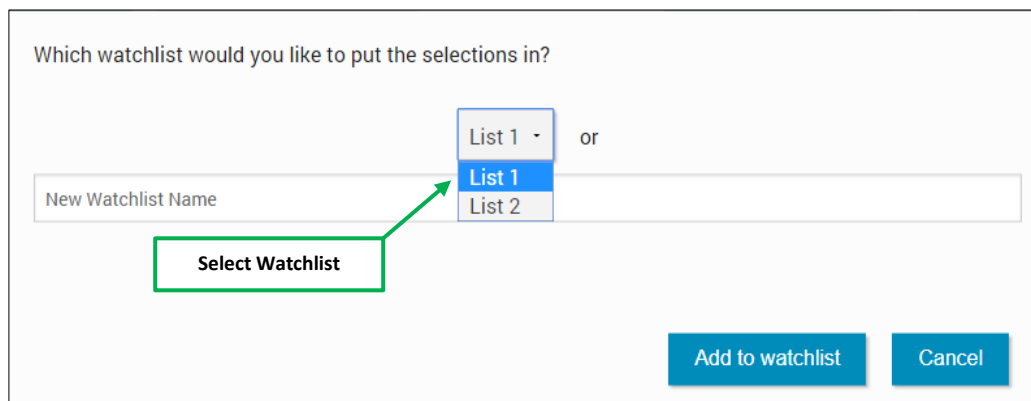 Which watchlist would you like to put the selections in?
List 1 or
List 1
New Watchlist Name
List 2
Select Watchlist
Add to watchlist Cancel